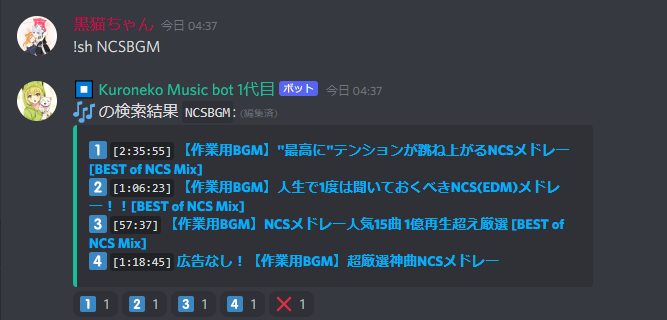 黒猫ちゃん 今日 04:37
!sh NCSBGM
Kuroneko Music bot 1代目 ボット 今日 04:37
の検索結果 NCSBGM: (編集済)
1 [2:35:55] 【作業用BGM】"最高に"テンションが跳ね上がるNCSメドレー
[BEST of NCS Mix]
2 [1:06:23] 【作業用BGM】人生で1度は聞いておくべきNCS(EDM)メドレ
ー！！[BEST of NCS Mix]
3 [57:37] 【作業用BGM】NCSメドレー人気15曲 1億再生超え厳選 [BEST of
NCS Mix]
4 [1:18:45] 広告なし！【作業用BGM】超厳選神曲NCSメドレー
1 1 2 1 3 1 4 1 ❌ 1